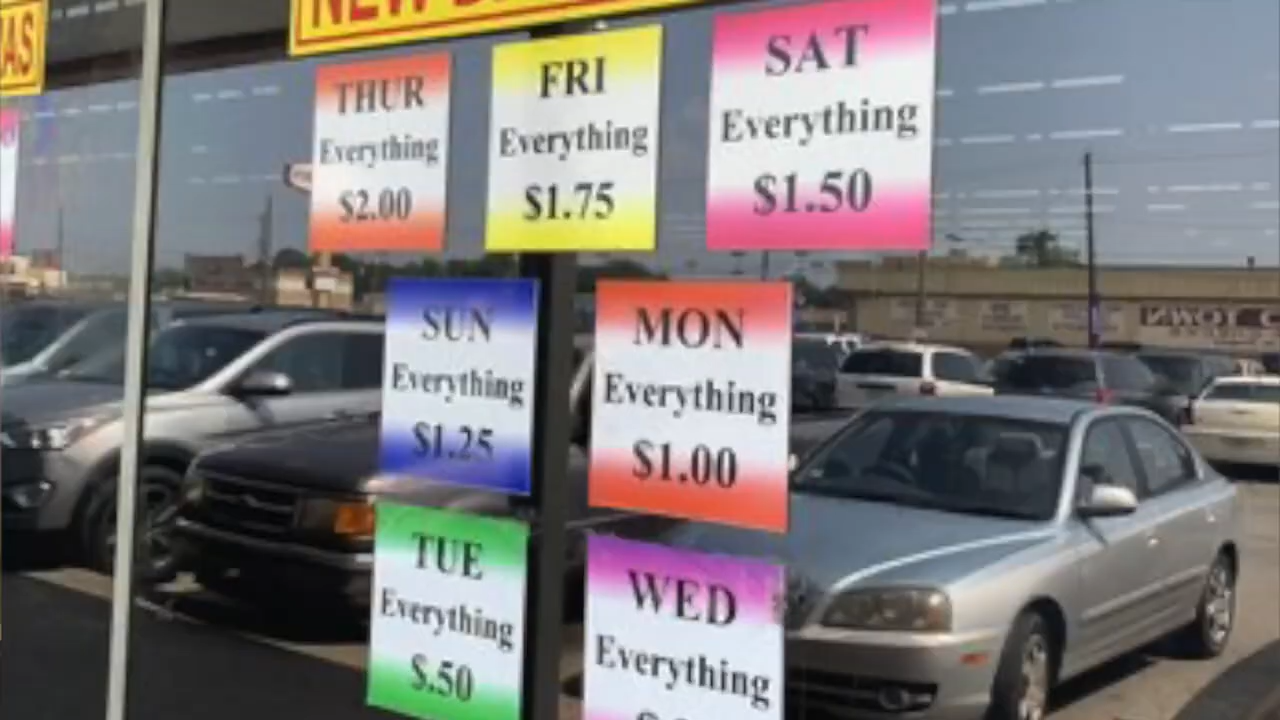 AS
NEW
THUR
Everything
$2.00
FRI
Everything
$1.75
SAT
Everything
$1.50
SUN
Everything
$1.25
MON
Everything
$1.00
TUE
Everything
$.50
WED
Everything